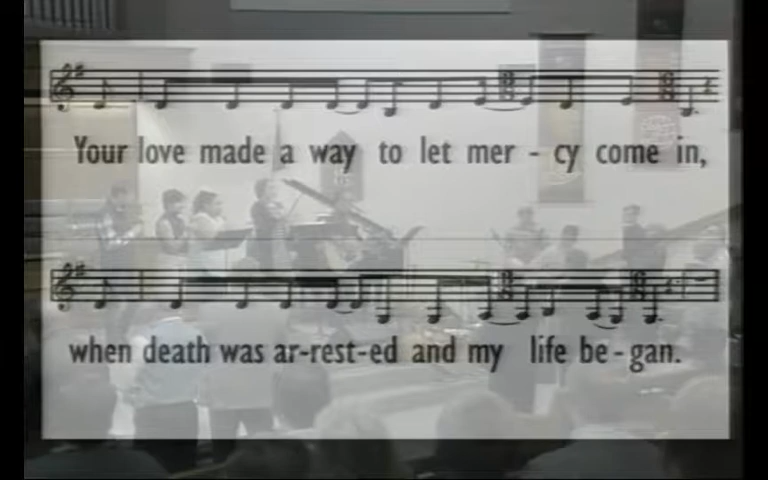 Your love made a way to let mer - cy come in,
when death was ar-rest-ed and my life be-gan.